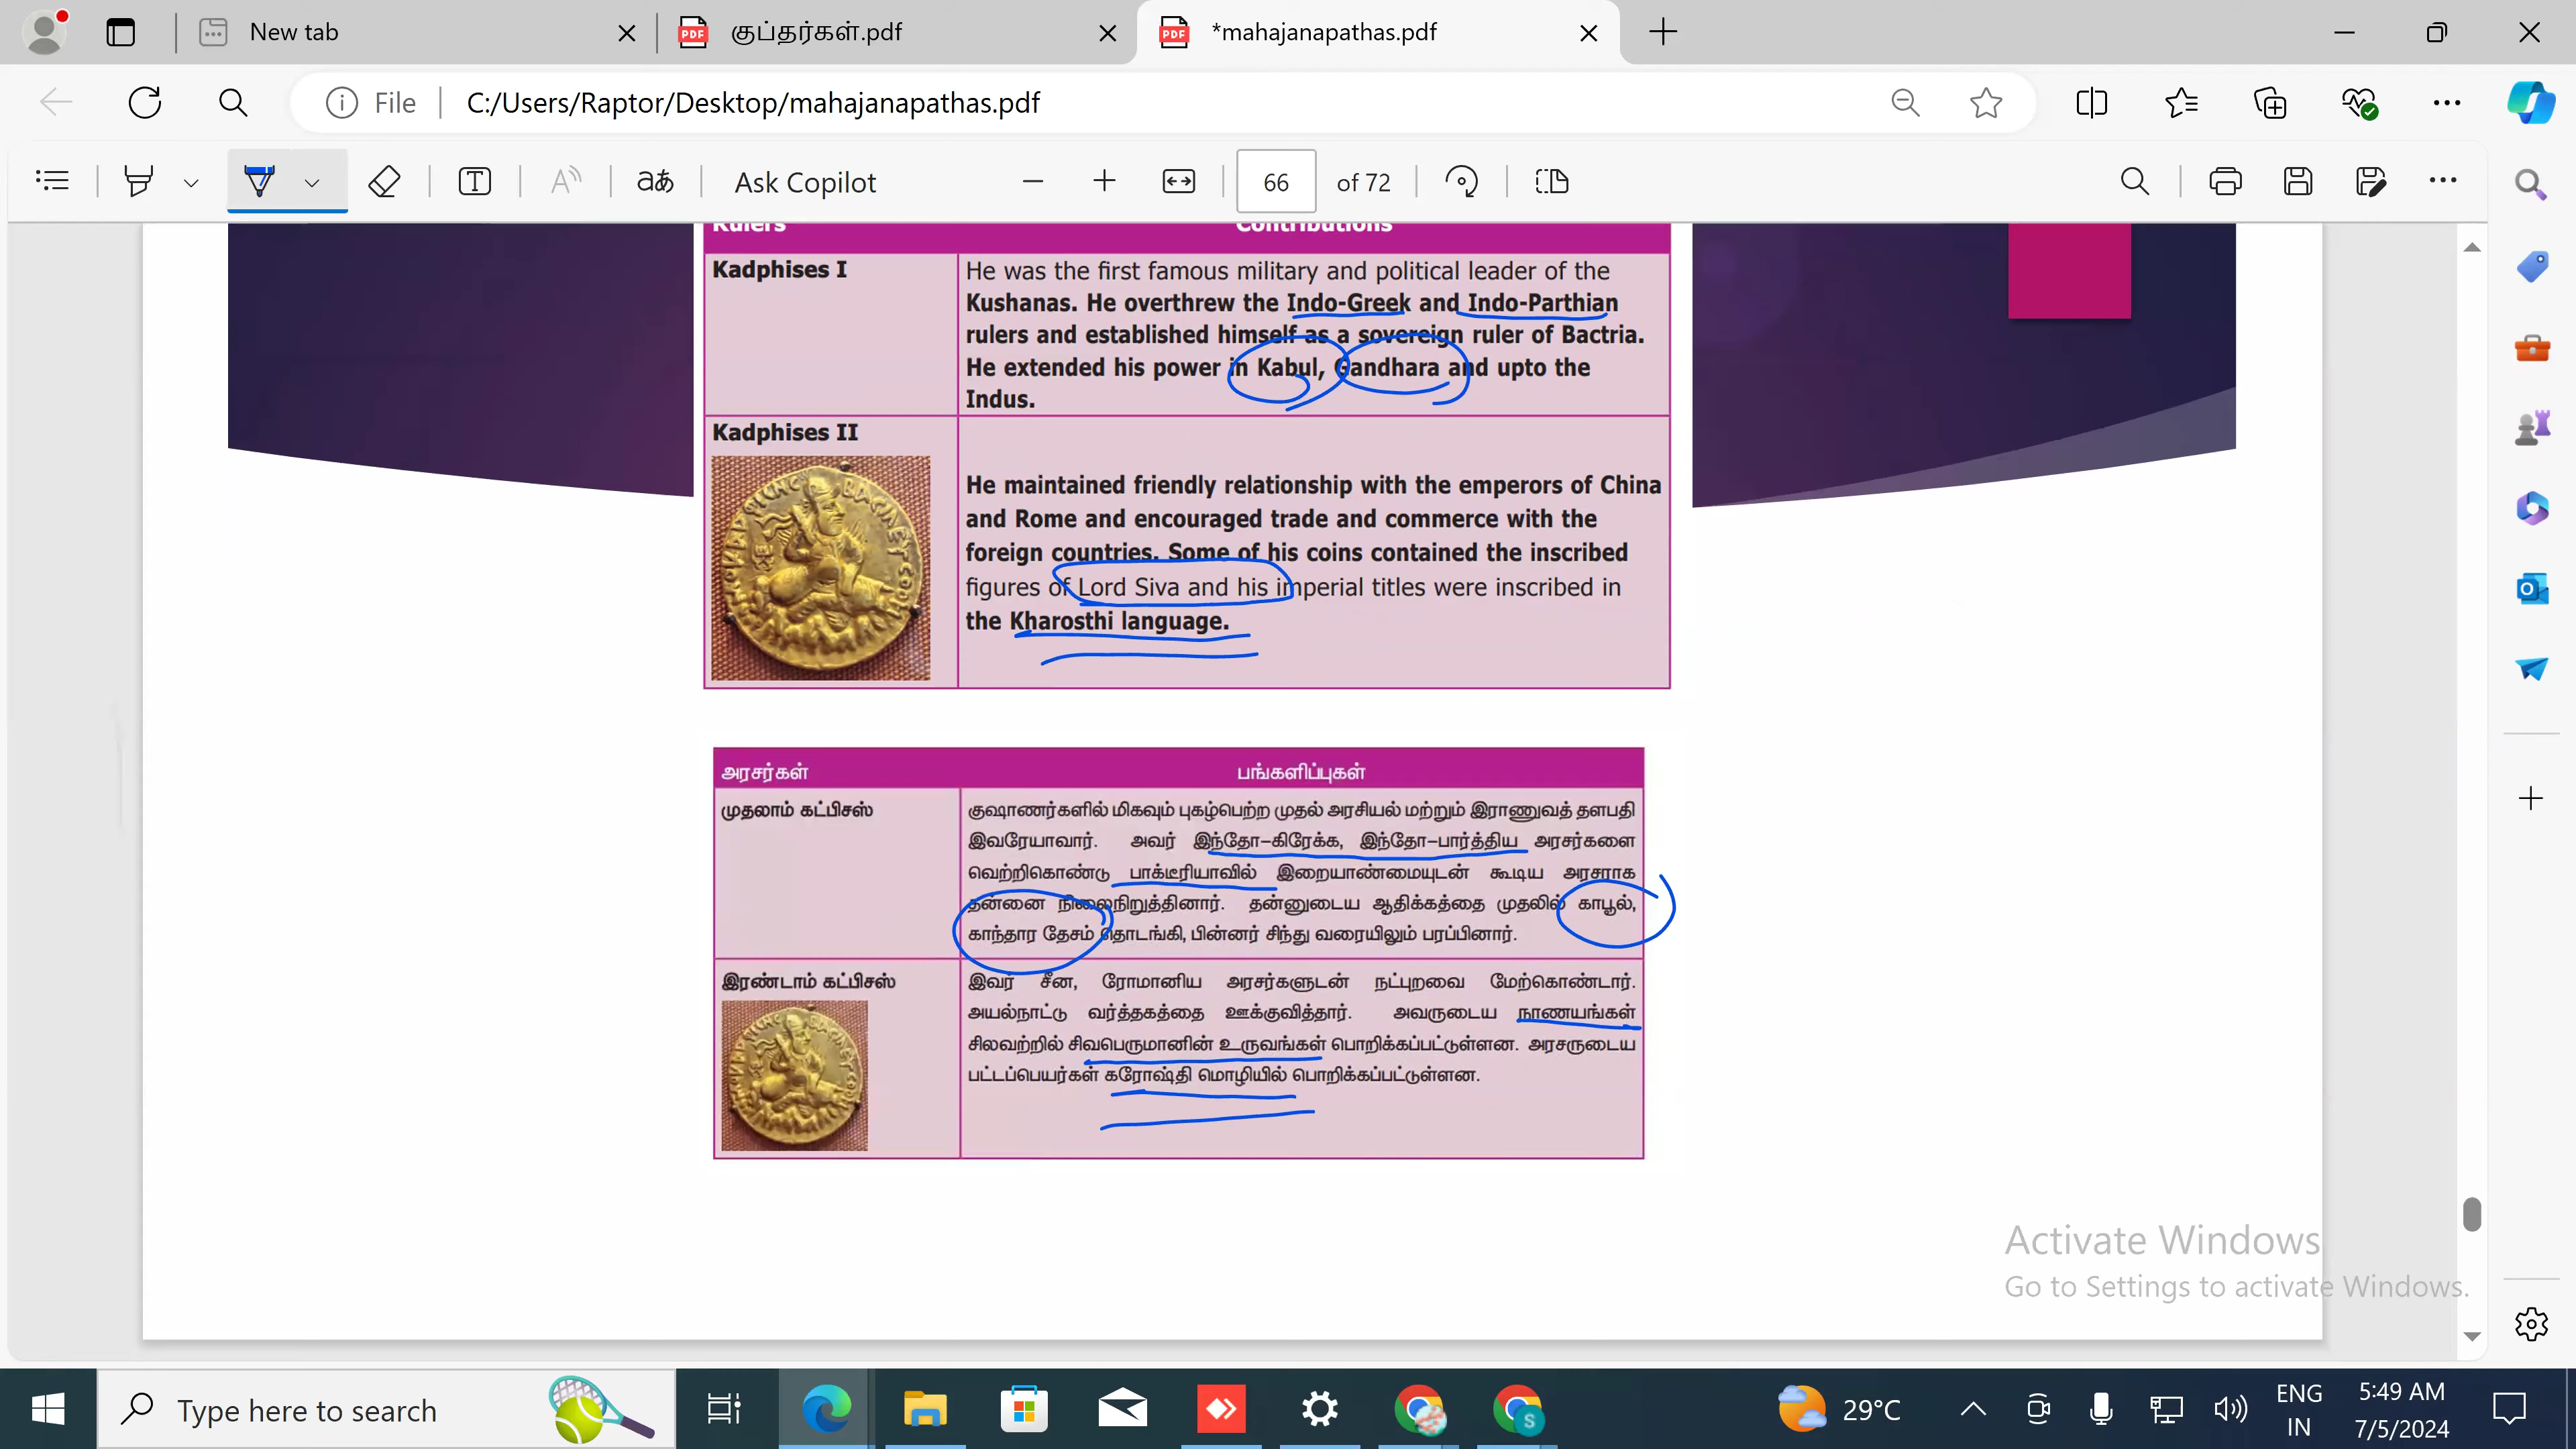 New tab
குப்தர்கள்.pdf
*mahajanapathas.pdf
File
C:/Users/Raptor/Desktop/mahajanapathas.pdf
Ask Copilot
66 of 72
Rulers Contributions
Kadphises I
He was the first famous military and political leader of the
Kushanas. He overthrew the Indo-Greek and Indo-Parthian
rulers and established himself as a sovereign ruler of Bactria.
He extended his power in Kabul, Gandhara and upto the
Indus.
Kadphises II
He maintained friendly relationship with the emperors of China
and Rome and encouraged trade and commerce with the
foreign countries. Some of his coins contained the inscribed
figures of Lord Siva and his imperial titles were inscribed in
the Kharosthi language.
அரசர்கள் பங்களிப்புகள்
முதலாம் கட்பிசஸ்
குஷாணர்களில் மிகவும் புகழ்பெற்ற முதல் அரசியல் மற்றும் இராணுவத் தளபதி
இவரேயாவார். அவர் இந்தோ–கிரேக்க, இந்தோ–பார்த்திய அரசர்களை
வெற்றிகொண்டு பாக்டீரியாவில் இறையாண்மையுடன் கூடிய அரசராக
தன்னை நிலைநிறுத்தினார். தன்னுடைய ஆதிக்கத்தை முதலில் காபூல்,
காந்தார தேசம் தொடங்கி, பின்னர் சிந்து வரையிலும் பரப்பினார்.
இரண்டாம் கட்பிசஸ்
இவர் சீன, ரோமானிய அரசர்களுடன் நட்புறவை மேற்கொண்டார்.
அயல்நாட்டு வர்த்தகத்தை ஊக்குவித்தார். அவருடைய நாணயங்கள்
சிலவற்றில் சிவபெருமானின் உருவங்கள் பொறிக்கப்பட்டுள்ளன. அரசருடைய
பட்டப்பெயர்கள் கரோஷ்தி மொழியில் பொறிக்கப்பட்டுள்ளன.
Activate Windows
Go to Settings to activate Windows.
Type here to search
29°C
ENG
IN
5:49 AM
7/5/2024